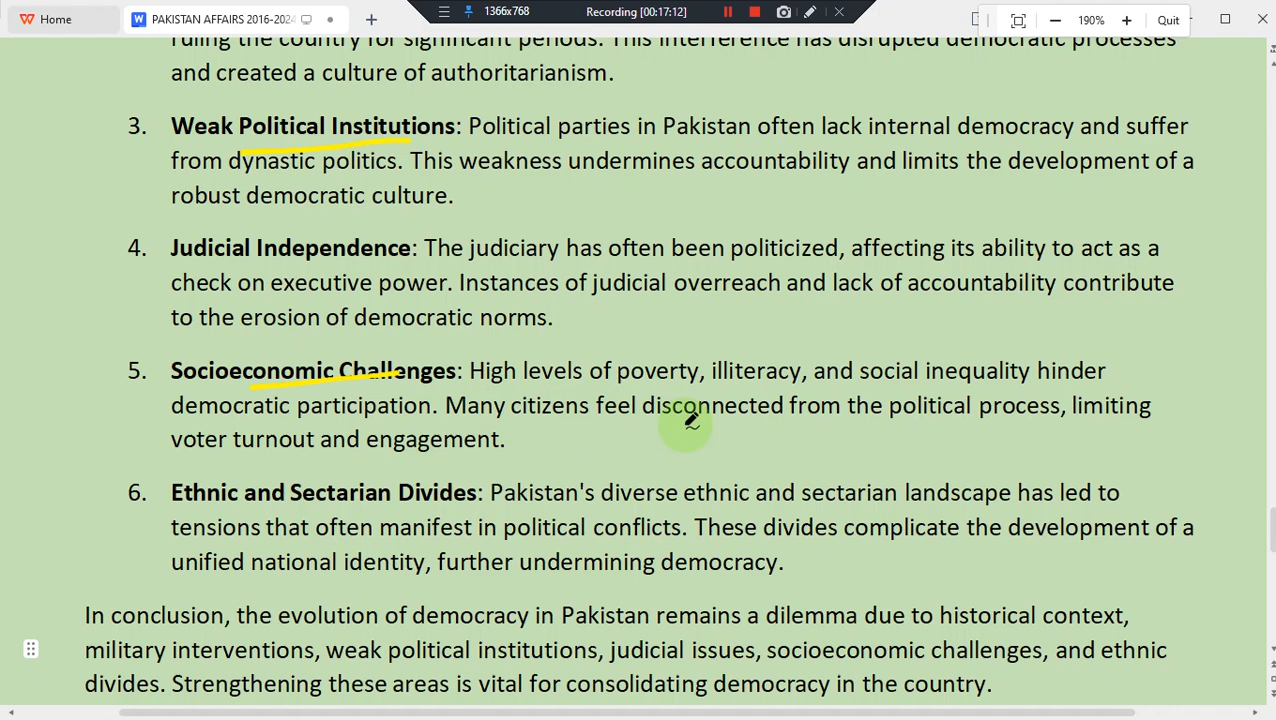 Home
PAKISTAN AFFAIRS 2016-2024
1366x768
Recording [00:17:12]
190%
Quit
ruling the country for significant periods. This interference has disrupted democratic processes
and created a culture of authoritarianism.
3. Weak Political Institutions: Political parties in Pakistan often lack internal democracy and suffer
from dynastic politics. This weakness undermines accountability and limits the development of a
robust democratic culture.
4. Judicial Independence: The judiciary has often been politicized, affecting its ability to act as a
check on executive power. Instances of judicial overreach and lack of accountability contribute
to the erosion of democratic norms.
5. Socioeconomic Challenges: High levels of poverty, illiteracy, and social inequality hinder
democratic participation. Many citizens feel disconnected from the political process, limiting
voter turnout and engagement.
6. Ethnic and Sectarian Divides: Pakistan's diverse ethnic and sectarian landscape has led to
tensions that often manifest in political conflicts. These divides complicate the development of a
unified national identity, further undermining democracy.
In conclusion, the evolution of democracy in Pakistan remains a dilemma due to historical context,
military interventions, weak political institutions, judicial issues, socioeconomic challenges, and ethnic
divides. Strengthening these areas is vital for consolidating democracy in the country.